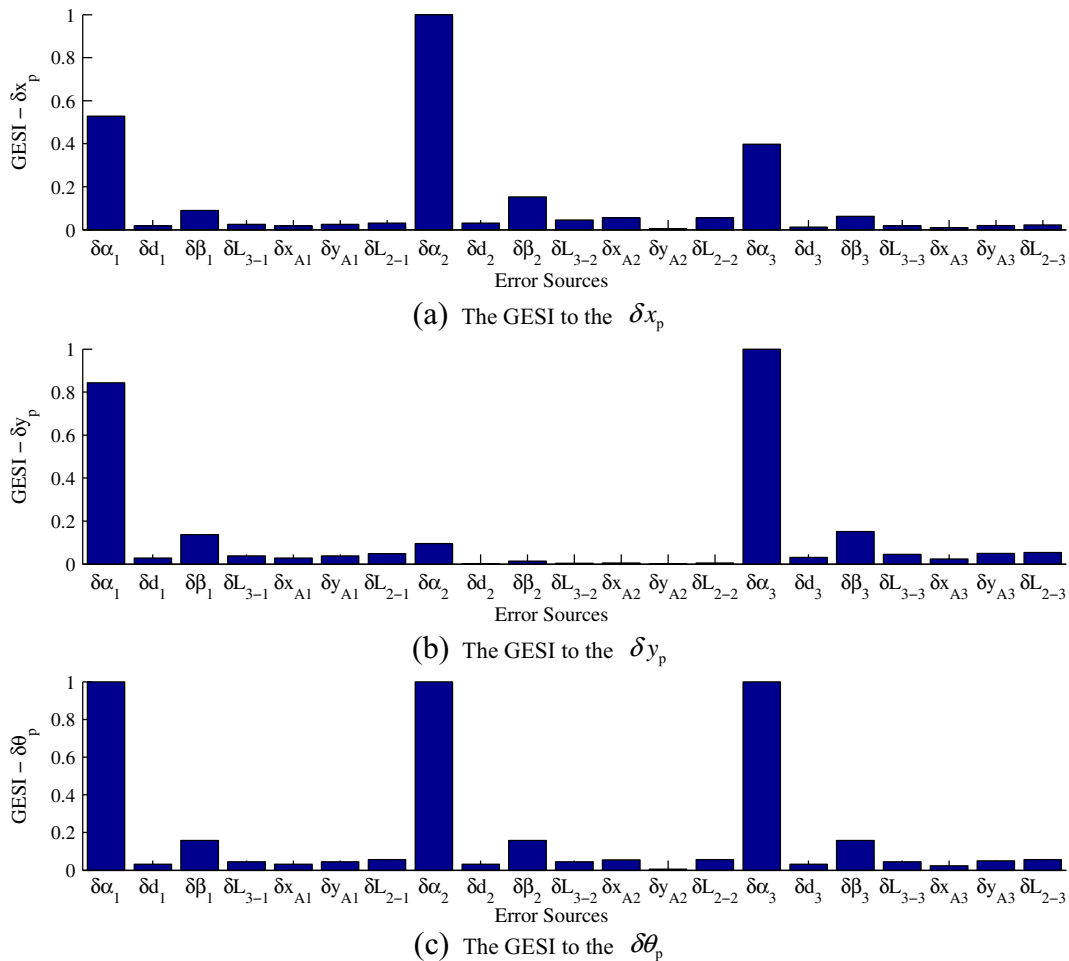 1
0.8
0.6
0.4
0.2
0
GESI − δx_p
δα_1 δd_1 δβ_1 δL_3−1 δx_A1 δy_A1 δL_2−1 δα_2 δd_2 δβ_2 δL_3−2 δx_A2 δy_A2 δL_2−2 δα_3 δd_3 δβ_3 δL_3−3 δx_A3 δy_A3 δL_2−3
Error Sources
(a) The GESI to the δx_p
1
0.8
0.6
0.4
0.2
0
GESI − δy_p
δα_1 δd_1 δβ_1 δL_3−1 δx_A1 δy_A1 δL_2−1 δα_2 δd_2 δβ_2 δL_3−2 δx_A2 δy_A2 δL_2−2 δα_3 δd_3 δβ_3 δL_3−3 δx_A3 δy_A3 δL_2−3
Error Sources
(b) The GESI to the δy_p
1
0.8
0.6
0.4
0.2
0
GESI − δθ_p
δα_1 δd_1 δβ_1 δL_3−1 δx_A1 δy_A1 δL_2−1 δα_2 δd_2 δβ_2 δL_3−2 δx_A2 δy_A2 δL_2−2 δα_3 δd_3 δβ_3 δL_3−3 δx_A3 δy_A3 δL_2−3
Error Sources
(c) The GESI to the δθ_p